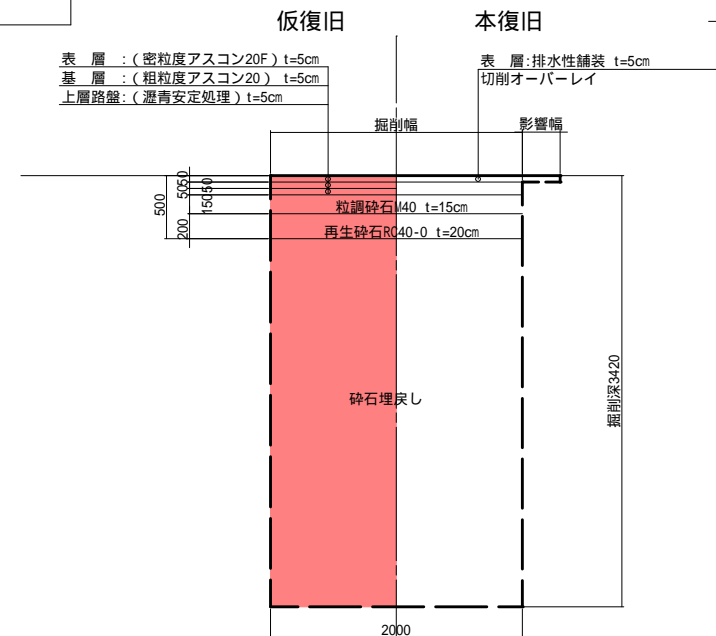 仮復旧
本復旧
表 層 :(密粒度アスコン20F)t=5cm
基 層 :(粗粒度アスコン20) t=5cm
上層路盤:(瀝青安定処理)t=5cm
表 層:排水性舗装 t=5cm
切削オーバーレイ
掘削幅
影響幅
50
50
50
150
200
500
粒調砕石M40 t=15cm
再生砕石RC40-0 t=20cm
砕石埋戻し
掘削深3420
2000